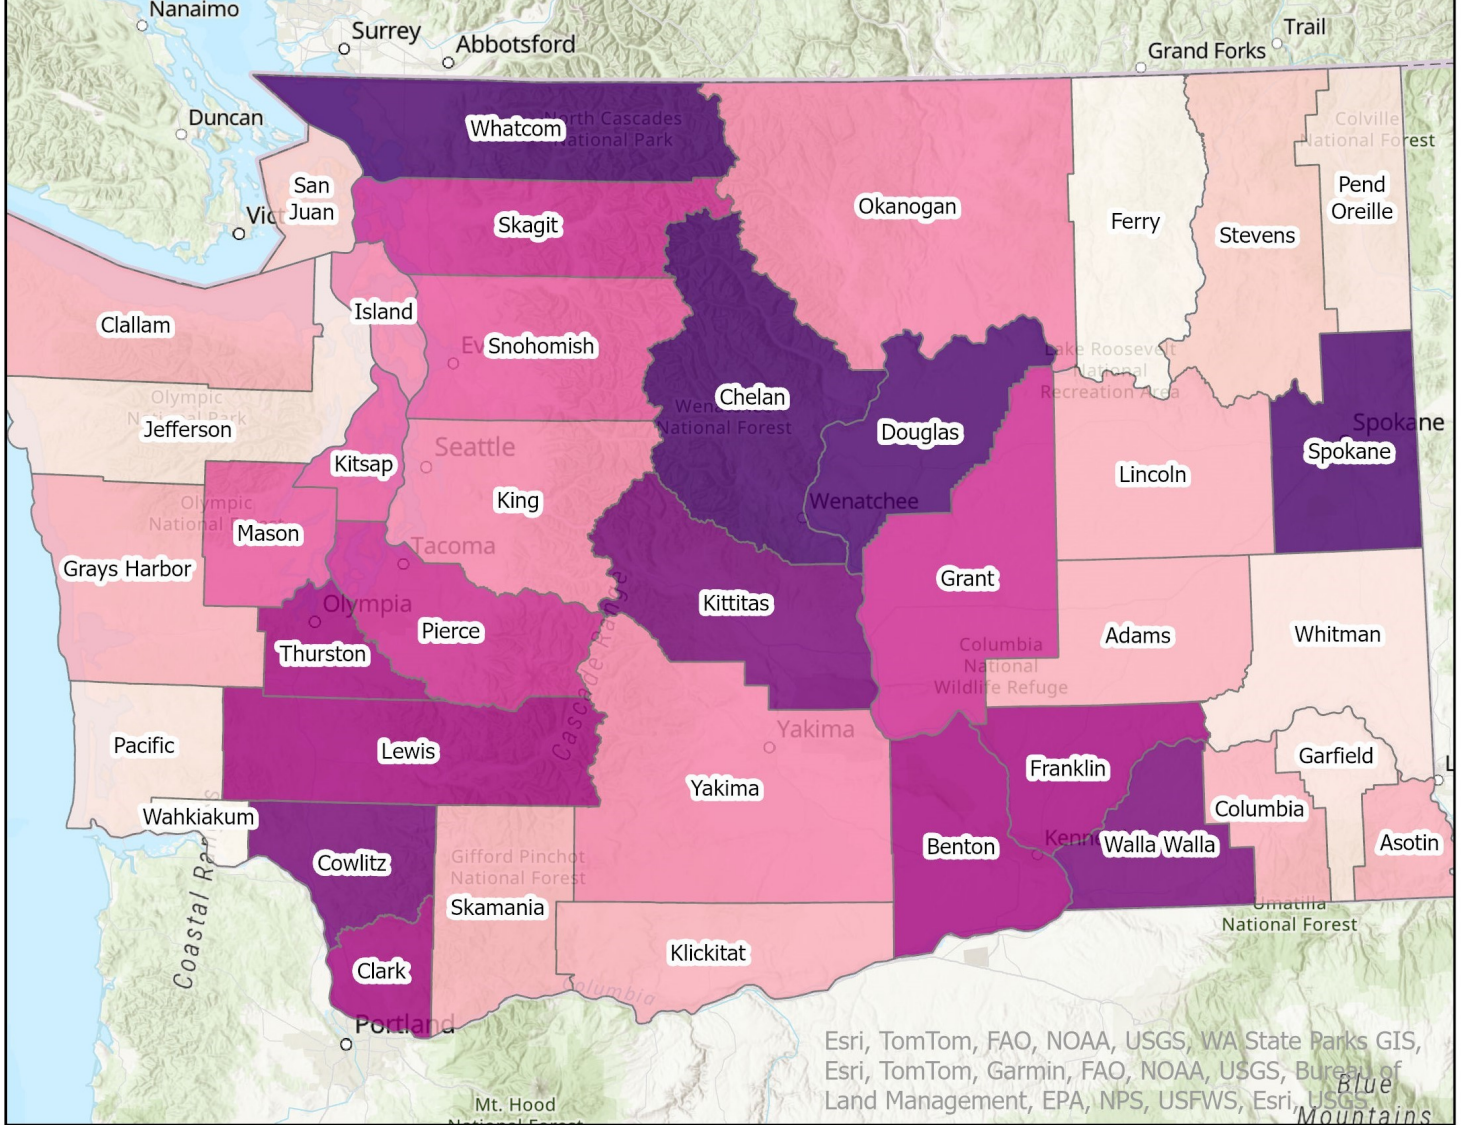 Nanaimo
Surrey
Abbotsford
Trail
Grand Forks
Duncan
Whatcom
North Cascades
National Park
Colville
National Forest
San
Juan
Vic
Skagit
Okanogan
Ferry
Stevens
Pend
Oreille
Clallam
Island
Ev
Snohomish
Lake Roosevelt
National
Recreation Area
Olympic
National Park
Jefferson
Chelan
Wenatchee
National Forest
Douglas
Spokane
Spokane
Seattle
Kitsap
King
Lincoln
Wenatchee
Olympic
National Forest
Mason
Tacoma
Grays Harbor
Kittitas
Grant
Olympia
Pierce
Thurston
Adams
Whitman
Columbia
National
Wildlife Refuge
Cascade Range
Pacific
Lewis
Yakima
Yakima
Franklin
Garfield
L
Wahkiakum
Columbia
Cowlitz
Gifford Pinchot
National Forest
Benton
Kenne
Walla Walla
Asotin
Skamania
Coastal Ran
Umatilla
National Forest
Klickitat
Clark
Columbia
Portland
Esri, TomTom, FAO, NOAA, USGS, WA State Parks GIS,
Esri, TomTom, Garmin, FAO, NOAA, USGS, Bureau of
Land Management, EPA, NPS, USFWS, Esri, USGS
Blue
Mountains
Mt. Hood
National Forest